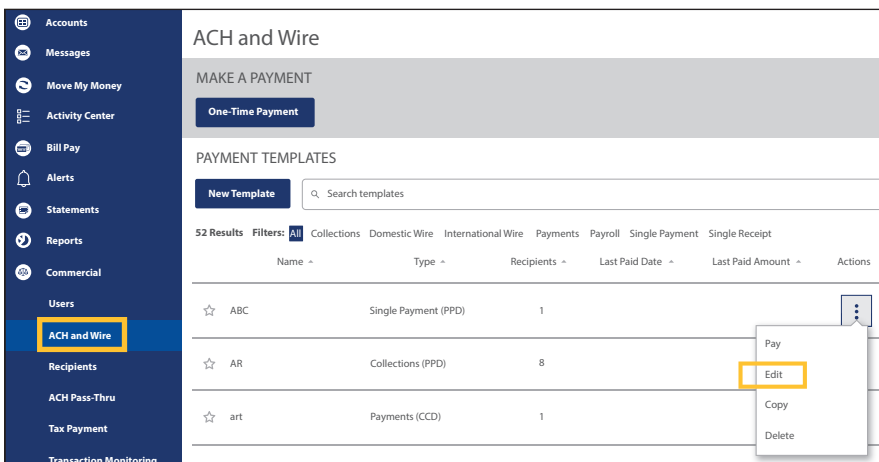 Accounts
Messages
Move My Money
Activity Center
Bill Pay
Alerts
Statements
Reports
Commercial
Users
ACH and Wire
Recipients
ACH Pass-Thru
Tax Payment
Transaction Monitoring
ACH and Wire
MAKE A PAYMENT
One-Time Payment
PAYMENT TEMPLATES
New Template
Search templates
52 Results Filters: All Collections Domestic Wire International Wire Payments Payroll Single Payment Single Receipt
Name Type Recipients Last Paid Date Last Paid Amount Actions
ABC Single Payment (PPD) 1
AR Collections (PPD) 8
art Payments (CCD) 1
Pay
Edit
Copy
Delete